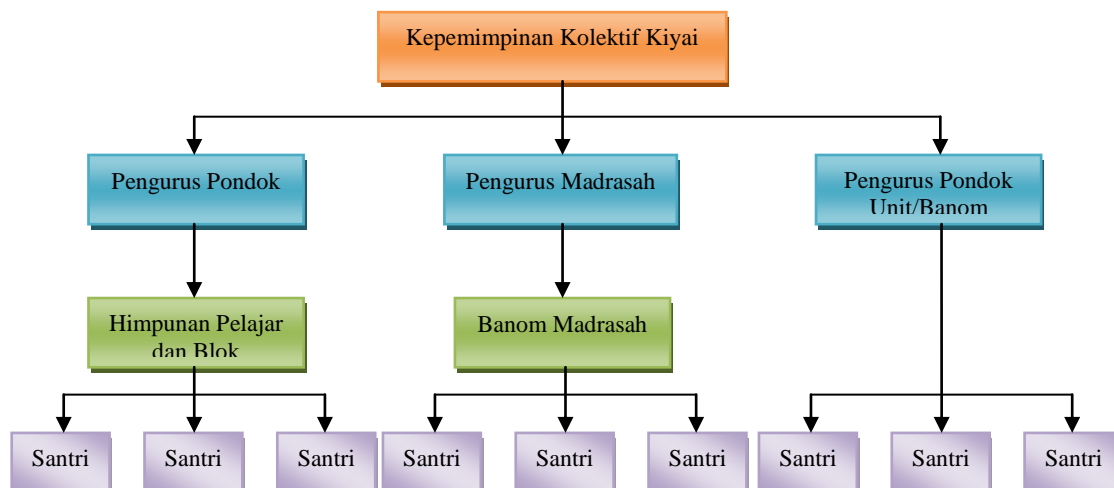 Kepemimpinan Kolektif Kiyai
Pengurus Pondok
Pengurus Madrasah
Pengurus Pondok
Unit/Banom
Himpunan Pelajar
dan Blok
Banom Madrasah
Santri
Santri
Santri
Santri
Santri
Santri
Santri
Santri
Santri